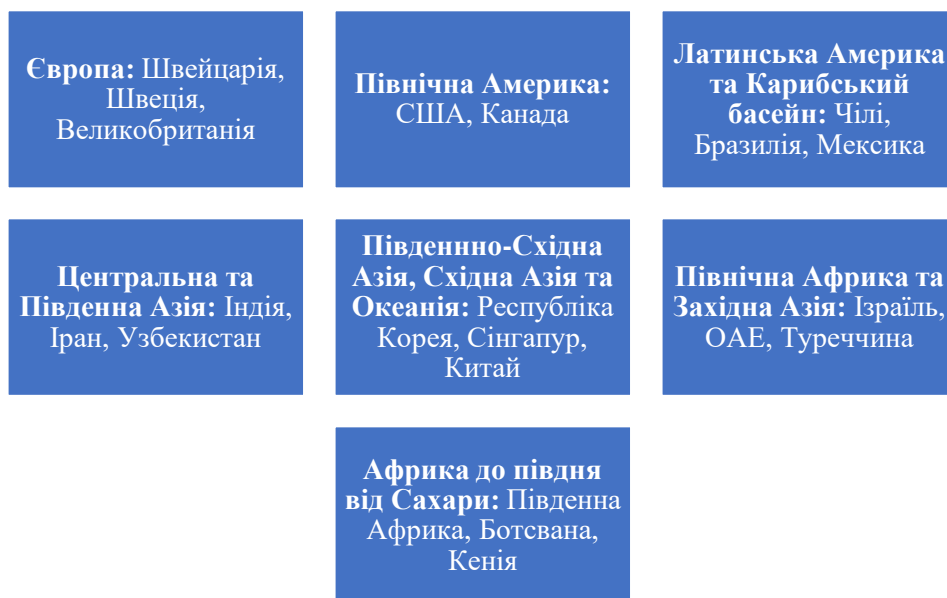 Європа: Швейцарія,
Швеція,
Великобританія
Північна Америка:
США, Канада
Латинська Америка
та Карибський
басейн: Чілі,
Бразилія, Мексика
Центральна та
Південна Азія: Індія,
Іран, Узбекистан
Південнно-Східна
Азія, Східна Азія та
Океанія: Республіка
Корея, Сінгапур,
Китай
Північна Африка та
Західна Азія: Ізраїль,
ОАЕ, Туреччина
Африка до півдня
від Сахари: Південна
Африка, Ботсвана,
Кенія